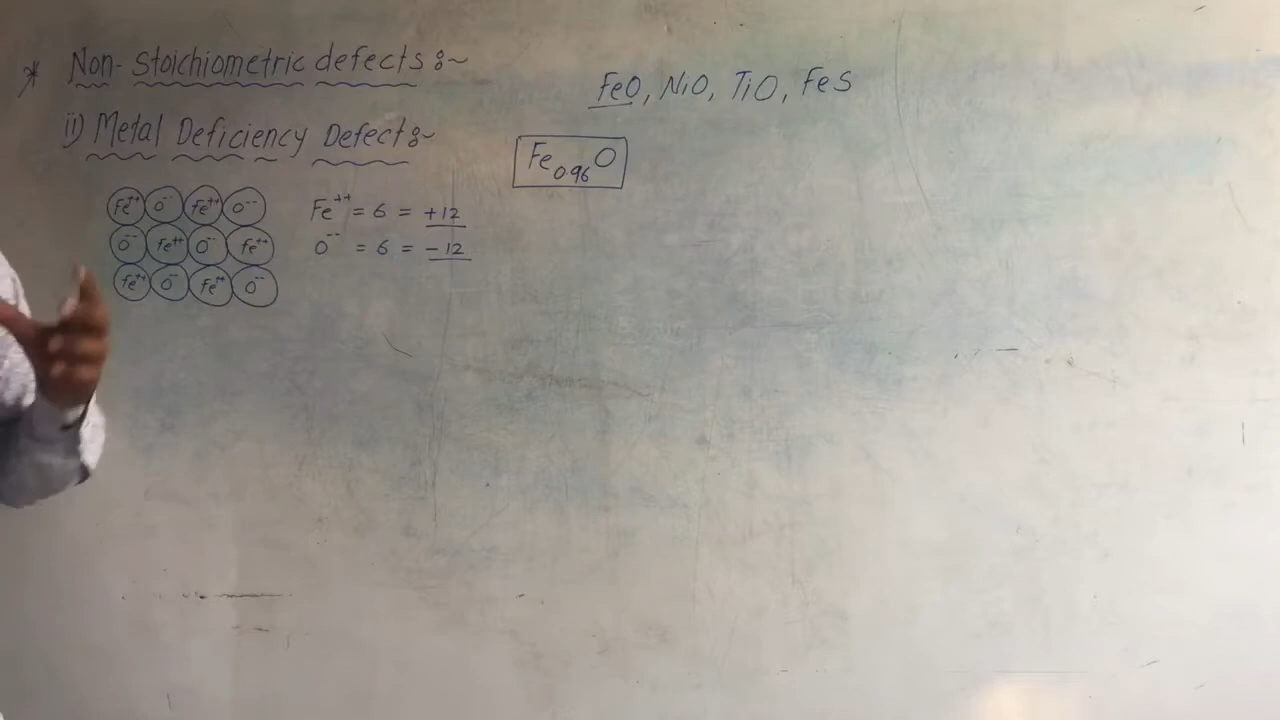 * Non-Stoichiometric defects :~
FeO, NiO, TiO, FeS
ii) Metal Deficiency Defect :~
Fe0.96O
Fe++ O-- Fe++ O--
O-- Fe++ O-- Fe++
Fe++ O-- Fe++ O--
Fe++ = 6 = +12
O-- = 6 = -12